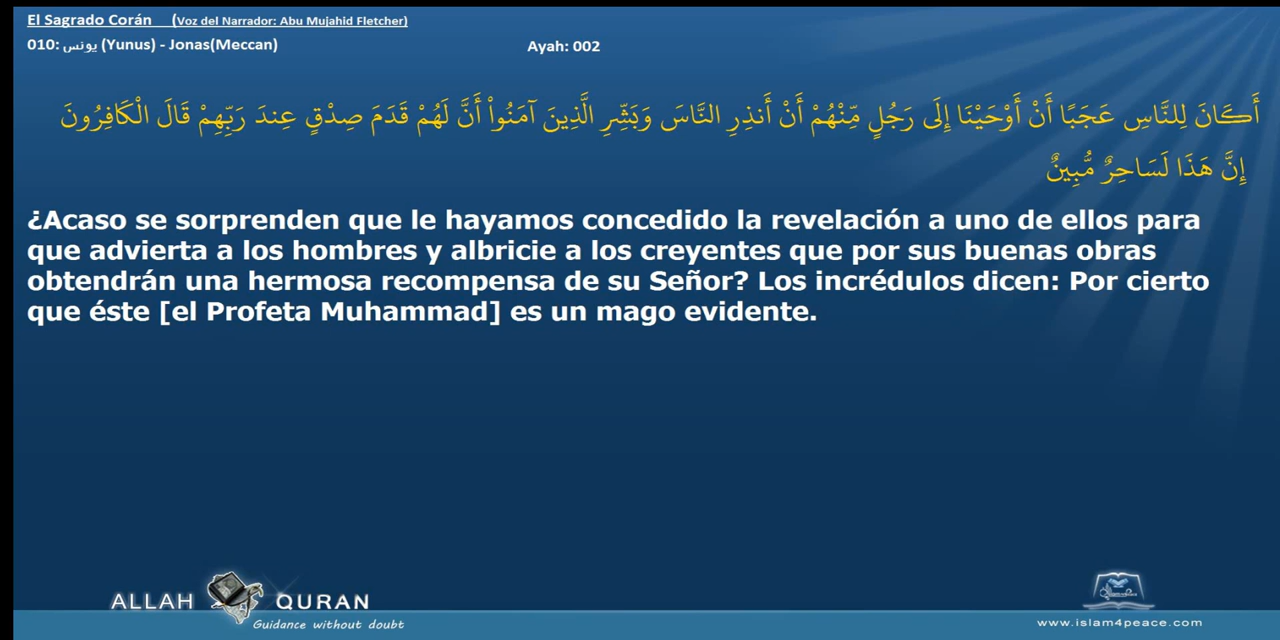 El Sagrado Corán (Voz del Narrador: Abu Mujahid Fletcher)
010: يونس (Yunus) - Jonas(Meccan) Ayah: 002
أَكَانَ لِلنَّاسِ عَجَبًا أَنْ أَوْحَيْنَا إِلَى رَجُلٍ مِّنْهُمْ أَنْ أَنذِرِ النَّاسَ وَبَشِّرِ الَّذِينَ آمَنُواْ أَنَّ لَهُمْ قَدَمَ صِدْقٍ عِندَ رَبِّهِمْ قَالَ الْكَافِرُونَ
إِنَّ هَذَا لَسَاحِرٌ مُّبِينٌ
¿Acaso se sorprenden que le hayamos concedido la revelación a uno de ellos para
que advierta a los hombres y albricie a los creyentes que por sus buenas obras
obtendrán una hermosa recompensa de su Señor? Los incrédulos dicen: Por cierto
que éste [el Profeta Muhammad] es un mago evidente.
ALLAH QURAN
Guidance without doubt
www.islam4peace.com